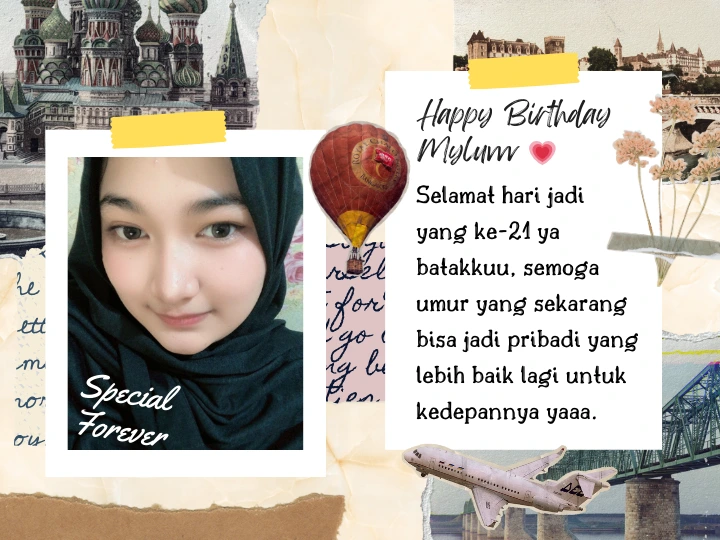 Happy Birthday
Myluvv
Selamat hari jadi
yang ke-21 ya
batakkuu, semoga
umur yang sekarang
bisa jadi pribadi yang
lebih baik lagi untuk
kedepannya yaaa.
Special
Forever